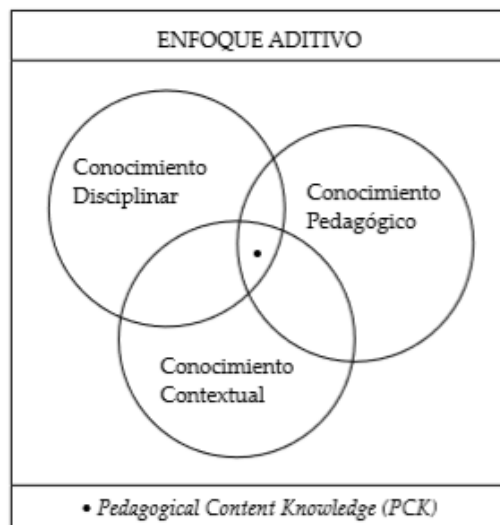 ENFOQUE ADITIVO
Conocimiento
Disciplinar
Conocimiento
Pedagógico
Conocimiento
Contextual
• Pedagogical Content Knowledge (PCK)